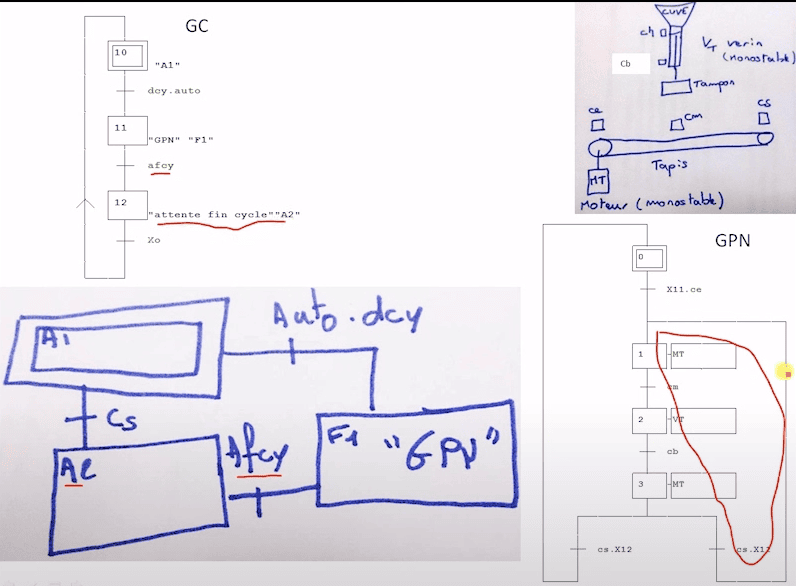 GC
10
"A1"
dcy.auto
11
"GPN" "F1"
afcy
12
"attente fin cycle""A2"
Xo
CUVE
ch
VT verin
(monostable)
Cb
Tampon
ce
cm
cs
Tapis
MT
Moteur (monostable)
GPN
0
X11.ce
1
MT
cm
2
VT
cb
3
MT
cs.X12
cs.X11
A1
Auto.dcy
Cs
A2
Afcy
F1 "GPN"